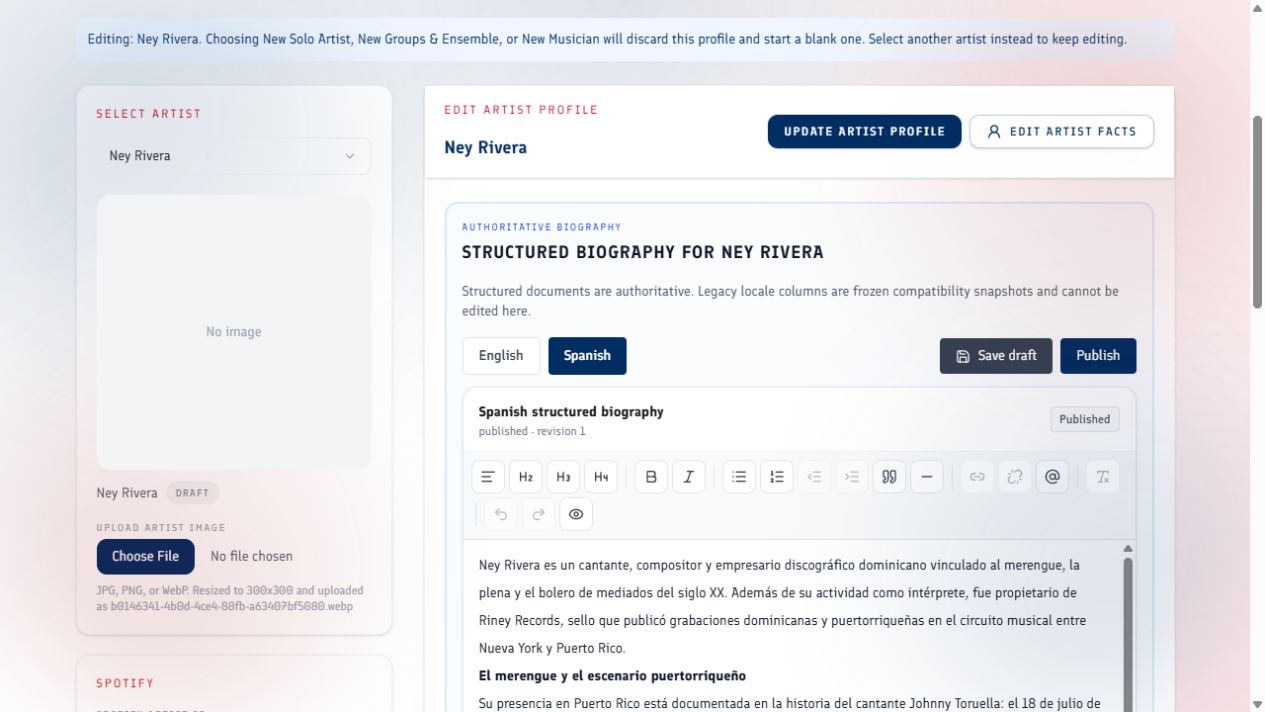 Editing: Ney Rivera. Choosing New Solo Artist, New Groups & Ensemble, or New Musician will discard this profile and start a blank one. Select another artist instead to keep editing.
SELECT ARTIST
Ney Rivera
No image
Ney Rivera DRAFT
UPLOAD ARTIST IMAGE
Choose File No file chosen
JPG, PNG, or WebP. Resized to 300x300 and uploaded
as b0146341-4b0d-4ce4-88fb-a63407bf5080.webp
SPOTIFY
EDIT ARTIST PROFILE
Ney Rivera
UPDATE ARTIST PROFILE
EDIT ARTIST FACTS
AUTHORITATIVE BIOGRAPHY
STRUCTURED BIOGRAPHY FOR NEY RIVERA
Structured documents are authoritative. Legacy locale columns are frozen compatibility snapshots and cannot be
edited here.
English Spanish Save draft Publish
Spanish structured biography
published · revision 1
Published
H2 H3 H4 B I @
Ney Rivera es un cantante, compositor y empresario discográfico dominicano vinculado al merengue, la
plena y el bolero de mediados del siglo XX. Además de su actividad como intérprete, fue propietario de
Riney Records, sello que publicó grabaciones dominicanas y puertorriqueñas en el circuito musical entre
Nueva York y Puerto Rico.
El merengue y el escenario puertorriqueño
Su presencia en Puerto Rico está documentada en la historia del cantante Johnny Toruella: el 18 de julio de